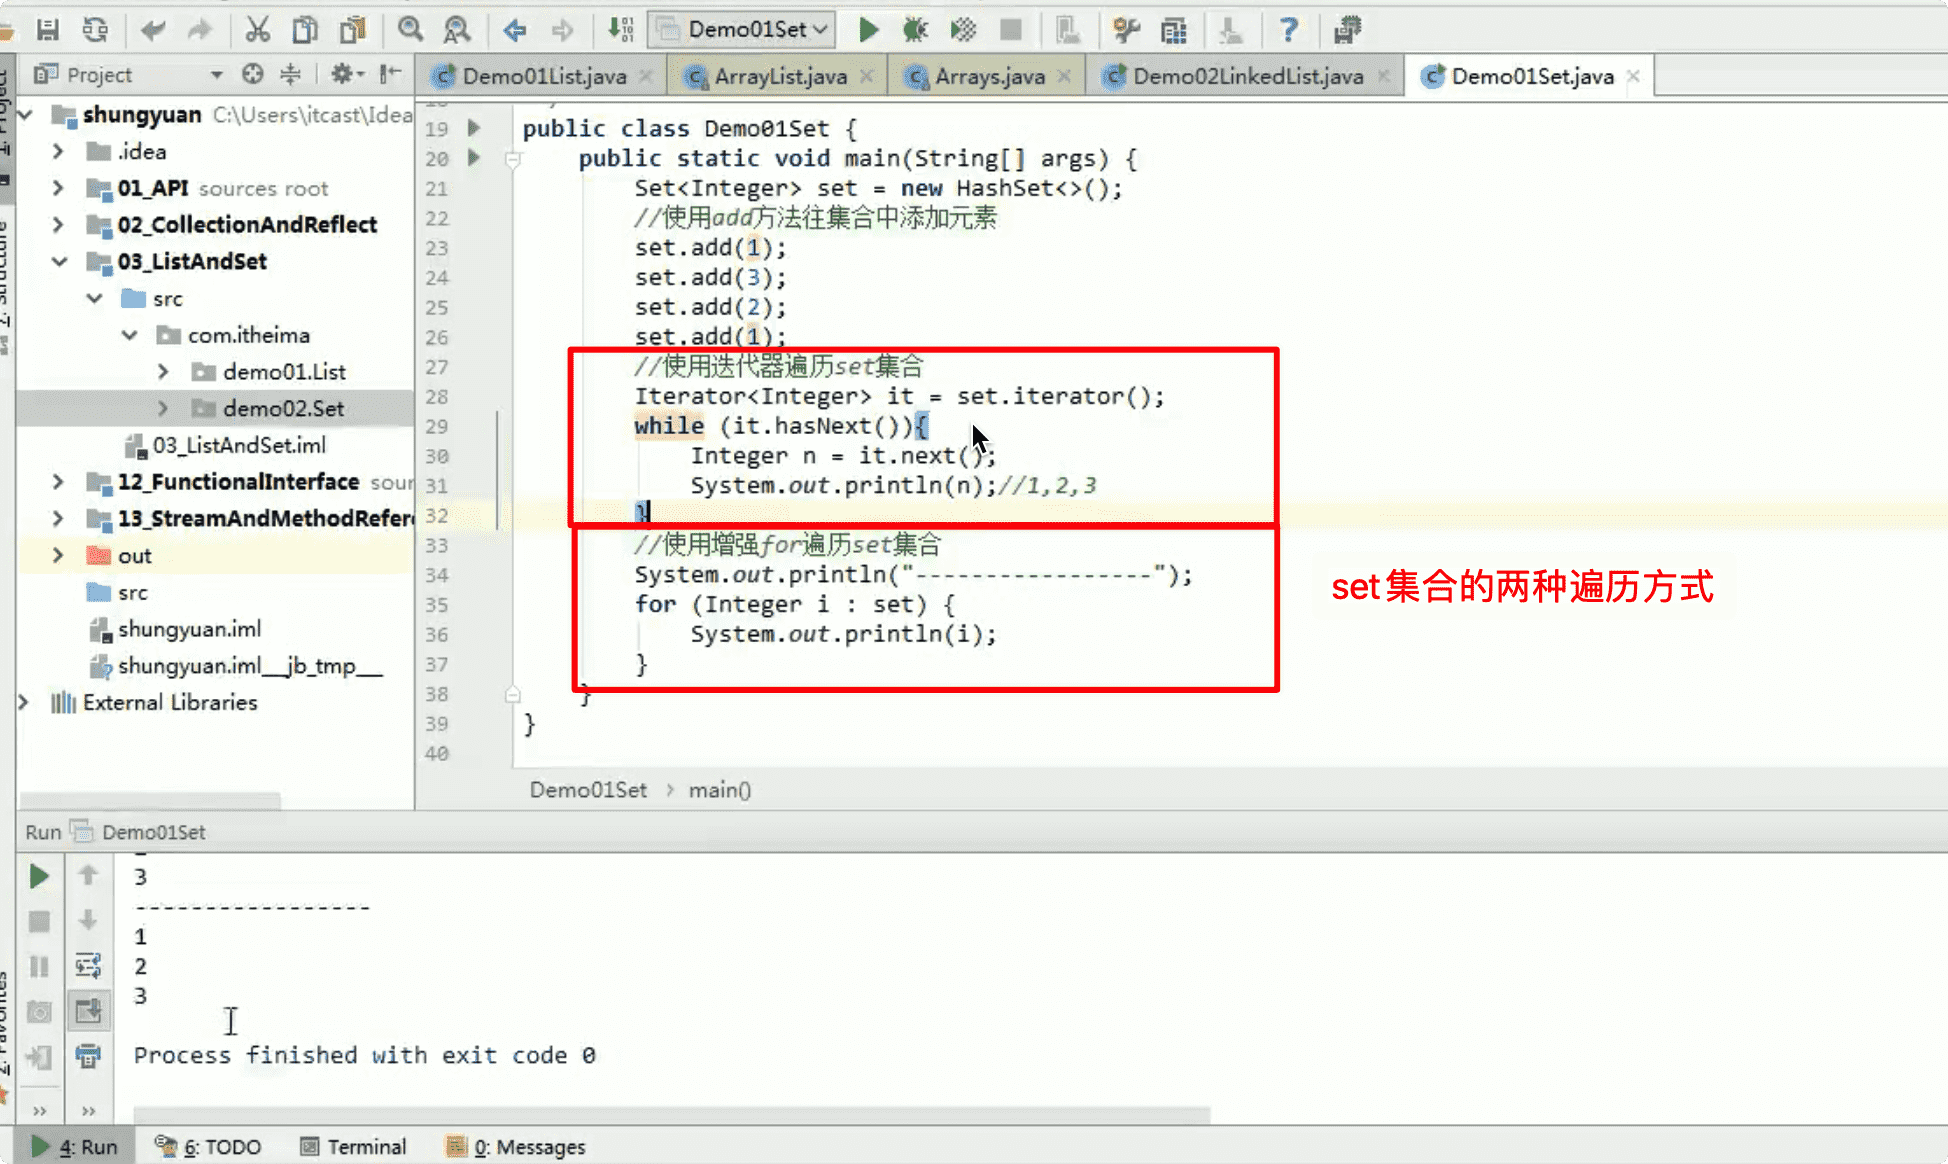 Demo01Set
Project
Demo01List.java
ArrayList.java
Arrays.java
Demo02LinkedList.java
Demo01Set.java
shungyuan C:\Users\itcast\Idea
.idea
01_API sources root
02_CollectionAndReflect
03_ListAndSet
src
com.itheima
demo01.List
demo02.Set
03_ListAndSet.iml
12_FunctionalInterface sour
13_StreamAndMethodRefer
out
src
shungyuan.iml
shungyuan.iml__jb_tmp__
External Libraries
19 public class Demo01Set {
20 public static void main(String[] args) {
21 Set<Integer> set = new HashSet<>();
22 //使用add方法往集合中添加元素
23 set.add(1);
24 set.add(3);
25 set.add(2);
26 set.add(1);
27 //使用迭代器遍历set集合
28 Iterator<Integer> it = set.iterator();
29 while (it.hasNext()){
30 Integer n = it.next();
31 System.out.println(n);//1,2,3
32 }
33 //使用增强for遍历set集合
34 System.out.println("-----------------");
35 for (Integer i : set) {
36 System.out.println(i);
37 }
38 }
39 }
40
set集合的两种遍历方式
Demo01Set > main()
Run Demo01Set
3
-----------------
1
2
3
Process finished with exit code 0
4: Run
6: TODO
Terminal
0: Messages